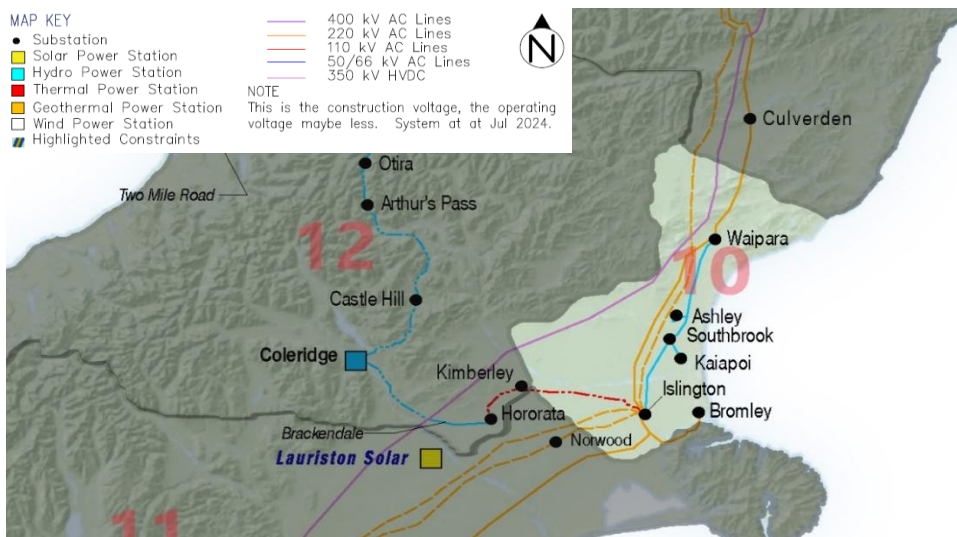 MAP KEY
Substation
Solar Power Station
Hydro Power Station
Thermal Power Station
Geothermal Power Station
Wind Power Station
Highlighted Constraints
400 kV AC Lines
220 kV AC Lines
110 kV AC Lines
50/66 kV AC Lines
350 kV HVDC
NOTE
This is the construction voltage, the operating
voltage maybe less. System at at Jul 2024.
N
Culverden
Otira
Two Mile Road
Arthur's Pass
12
Waipara
10
Castle Hill
Ashley
Southbrook
Coleridge
Kaiapoi
Kimberley
Islington
Hororata
Bromley
Brackendale
Norwood
Lauriston Solar
11